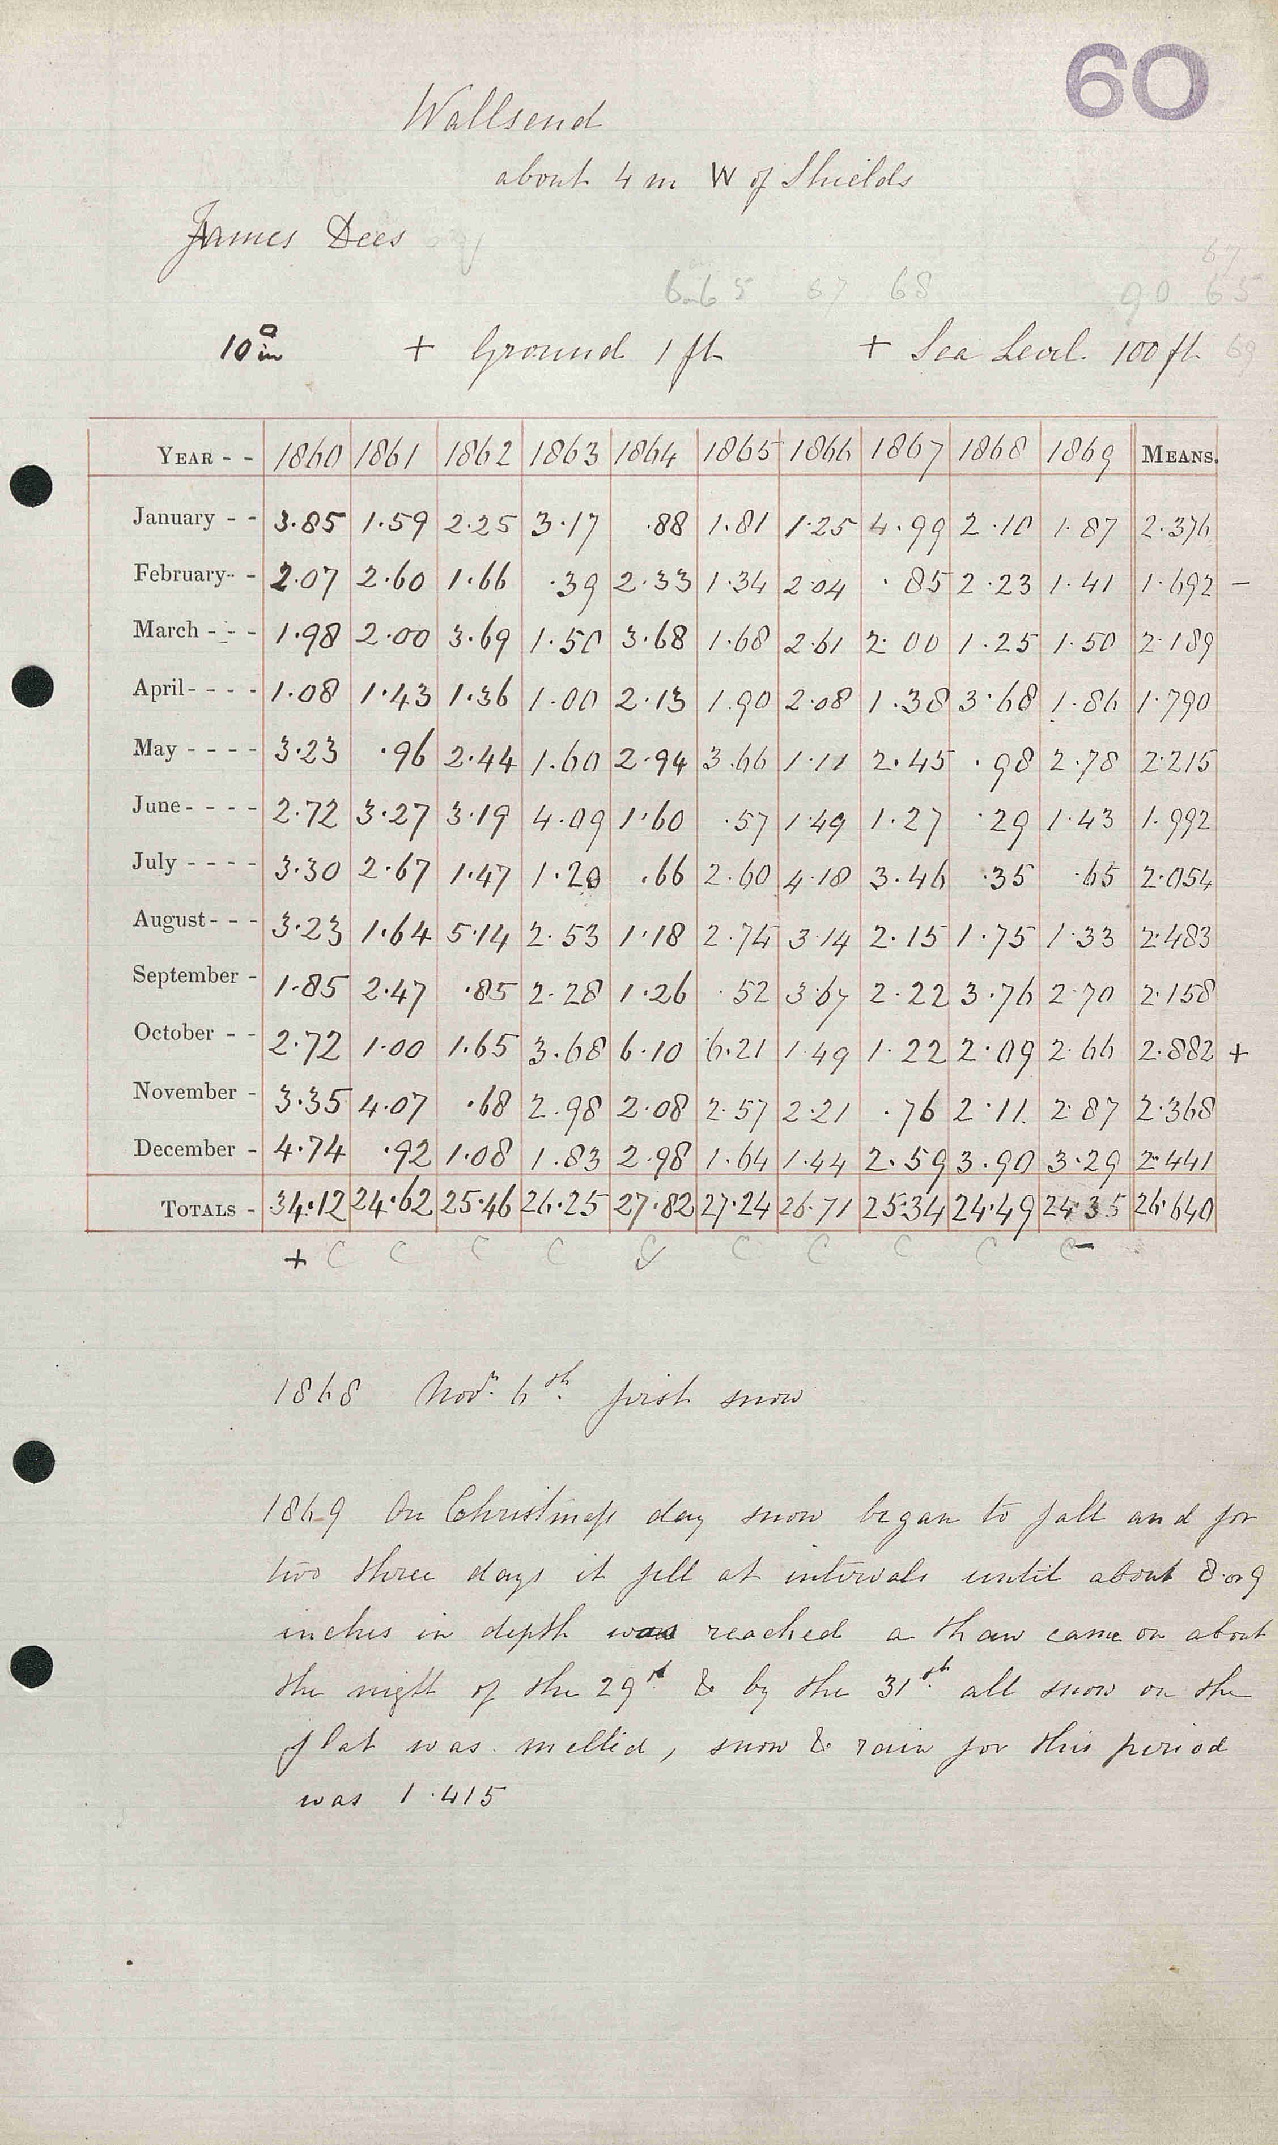 60
Wallsend
about 4 m W of Shields
James Dees
67
65 67 68 90 65
10 in + Ground 1 ft + Sea Level. 100 ft 69
YEAR - - 1860 1861 1862 1863 1864 1865 1866 1867 1868 1869 MEANS.
January - - 3.85 1.59 2.25 3.17 .88 1.81 1.25 4.99 2.10 1.87 2.376
February - - 2.07 2.60 1.66 .39 2.33 1.34 2.04 .85 2.23 1.41 1.692 -
March - - - 1.98 2.00 3.69 1.50 3.68 1.68 2.61 2.00 1.25 1.50 2.189
April - - - - 1.08 1.43 1.36 1.00 2.13 1.90 2.08 1.38 3.68 1.86 1.790
May - - - - 3.23 .96 2.44 1.60 2.94 3.66 1.11 2.45 .98 2.78 2.215
June - - - - 2.72 3.27 3.19 4.09 1.60 .57 1.49 1.27 .29 1.43 1.992
July - - - - 3.30 2.67 1.47 1.20 .66 2.60 4.18 3.46 .35 .65 2.054
August - - - 3.23 1.64 5.14 2.53 1.18 2.74 3.14 2.15 1.75 1.33 2.483
September - 1.85 2.47 .85 2.28 1.26 .52 3.67 2.22 3.76 2.70 2.158
October - - 2.72 1.00 1.65 3.68 6.10 6.21 1.49 1.22 2.09 2.66 2.882 +
November - 3.35 4.07 .68 2.98 2.08 2.57 2.21 .76 2.11 2.87 2.368
December - 4.74 .92 1.08 1.83 2.98 1.64 1.44 2.59 3.90 3.29 2.441
TOTALS - 34.12 24.62 25.46 26.25 27.82 27.24 26.71 25.34 24.49 24.35 26.640
+ C C C C C C C C C C -
1868 Novr. 6th. first snow
1869 On Christmass day snow began to fall and for
two three days it fell at intervals until about 8 or 9
inches in depth was reached a thaw came on about
the night of the 29th & by the 31st. all snow on the
flat was melted, snow & rain for this period
was 1.415